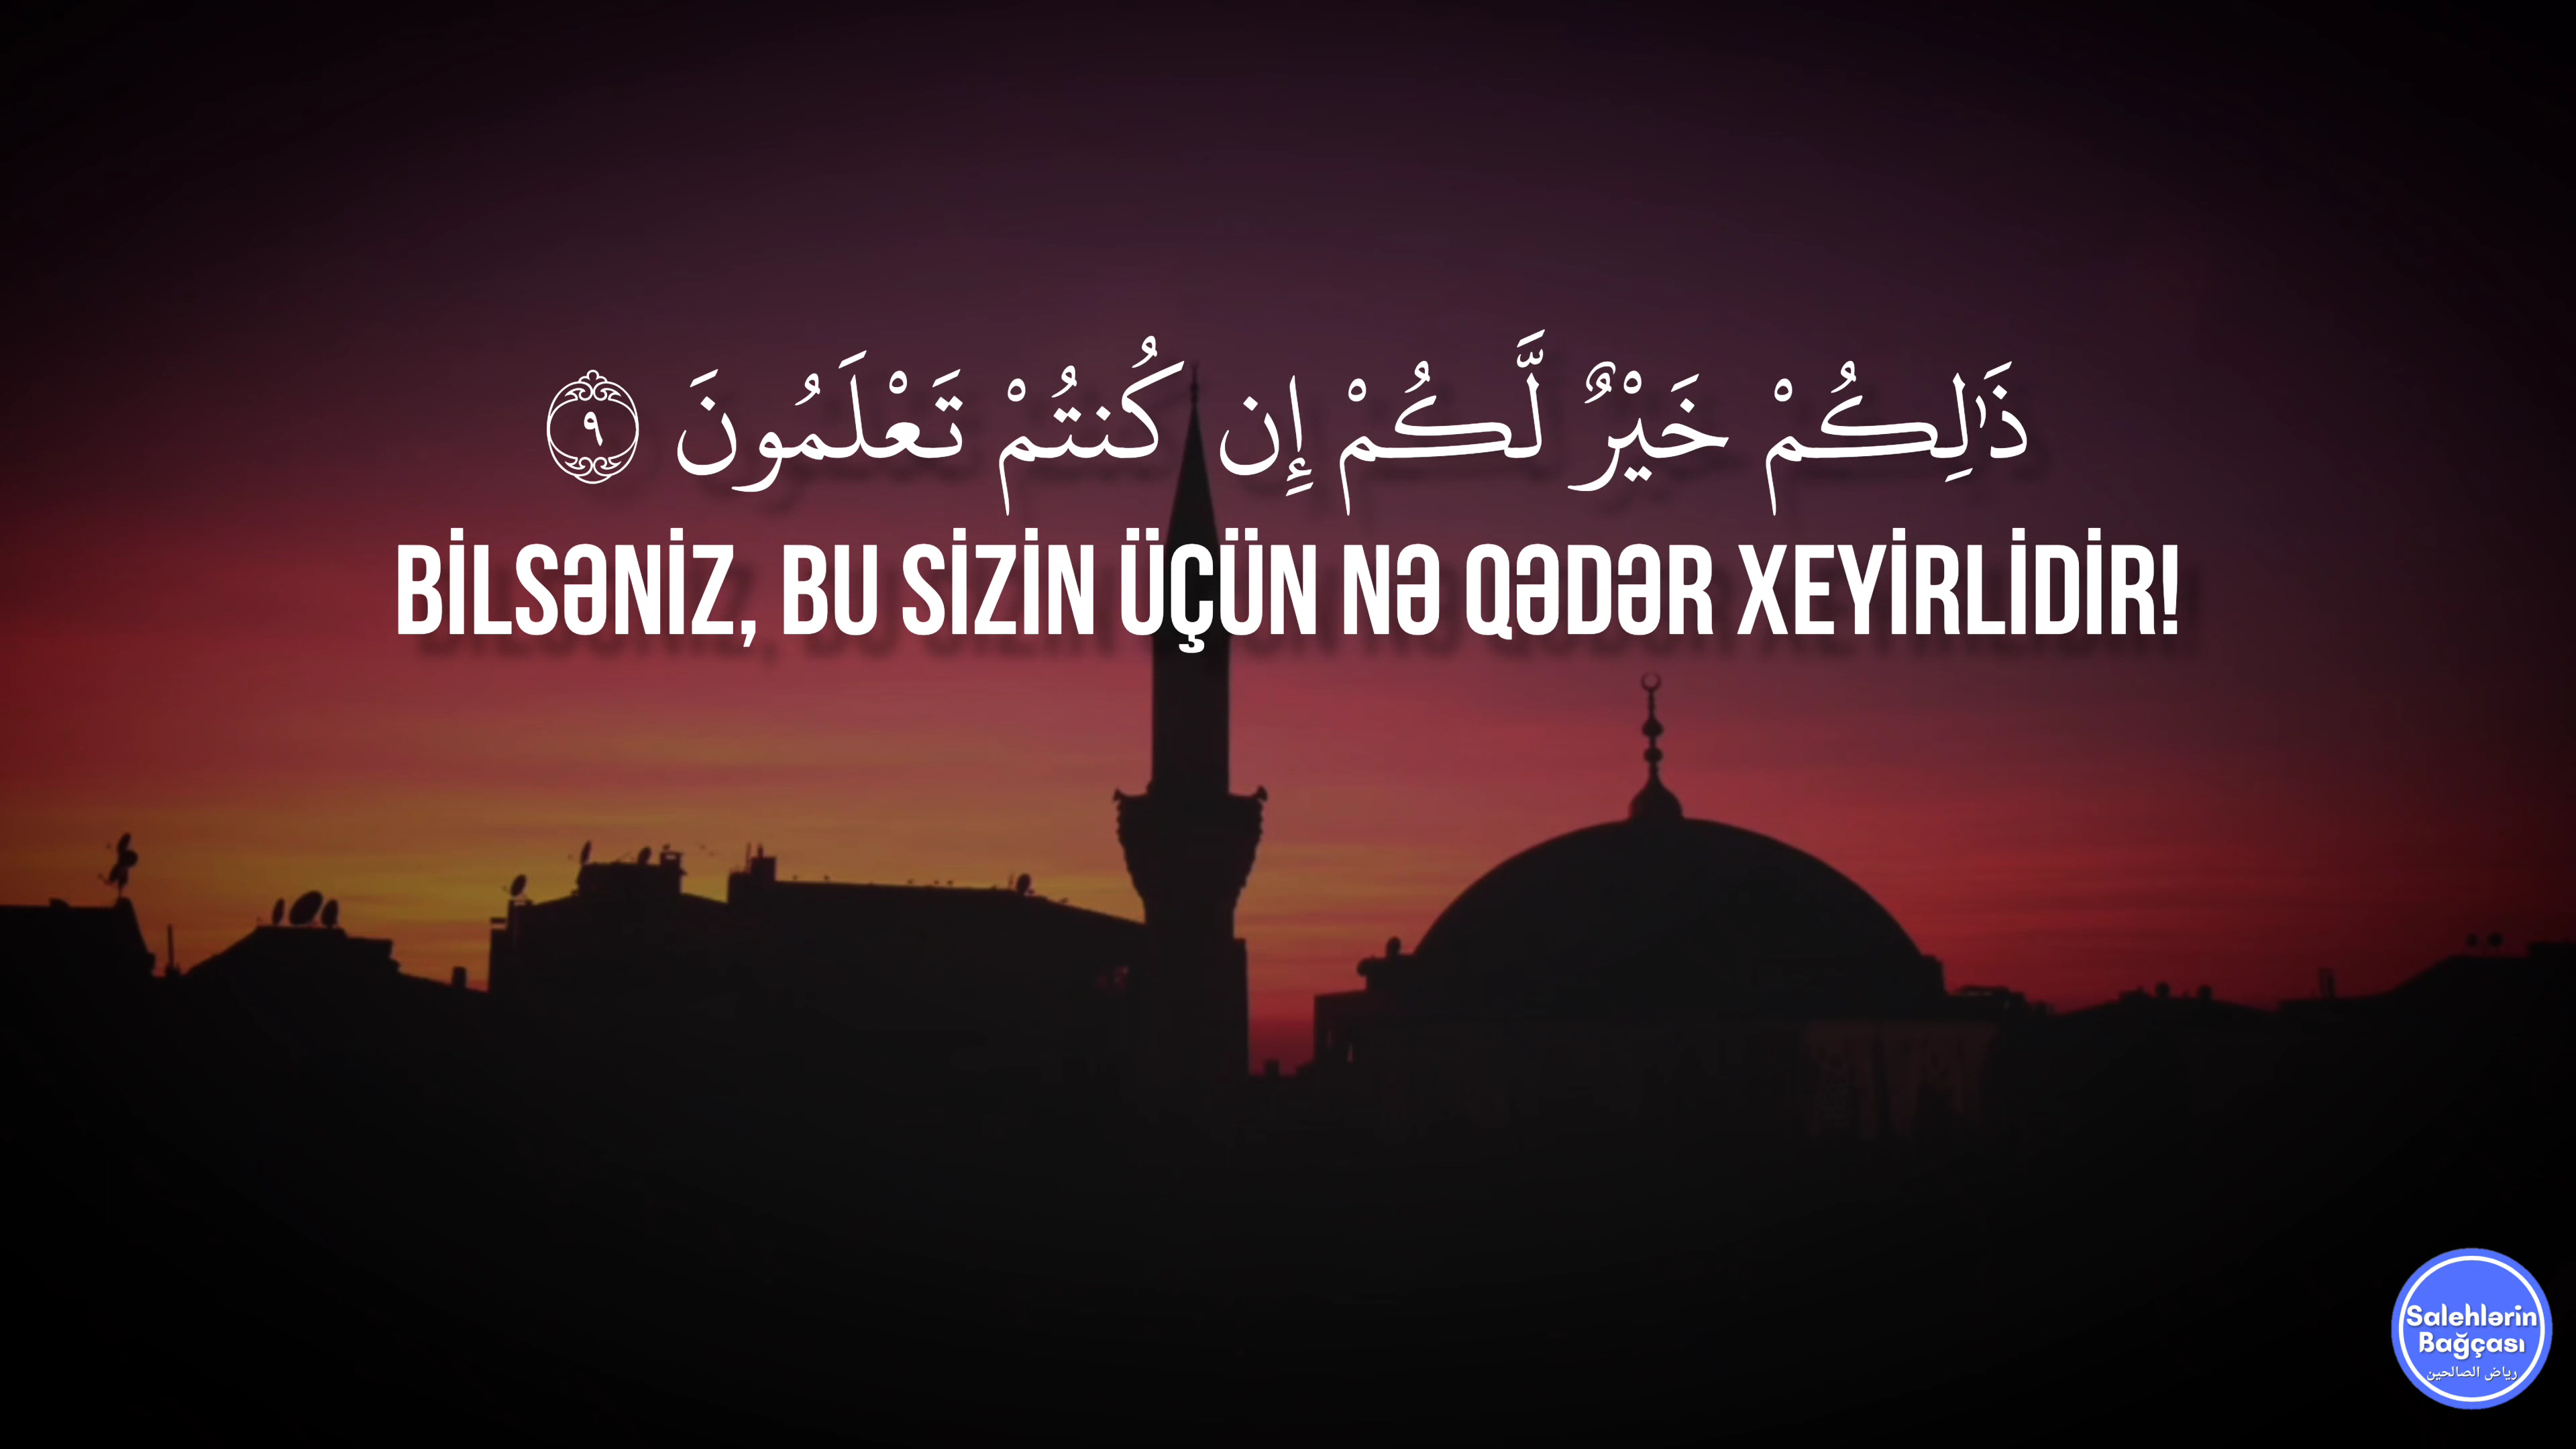 ذَٰلِكُمْ خَيْرٌ لَّكُمْ إِن كُنتُمْ تَعْلَمُونَ ٩
BİLSƏNİZ, BU SİZİN ÜÇÜN NƏ QƏDƏR XEYİRLİDİR!
Salehlərin
Bağçası
رياض الصالحين